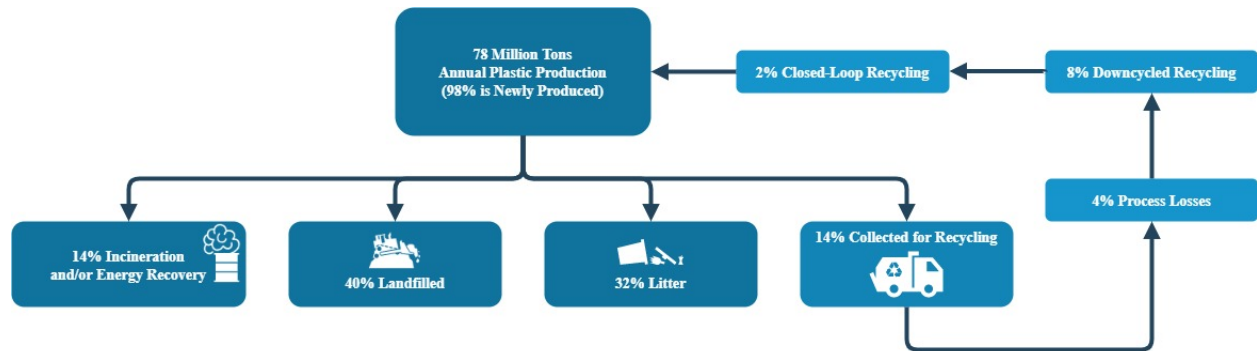 78 Million Tons
Annual Plastic Production
(98% is Newly Produced)
2% Closed-Loop Recycling
8% Downcycled Recycling
4% Process Losses
14% Incineration
and/or Energy Recovery
40% Landfilled
32% Litter
14% Collected for Recycling